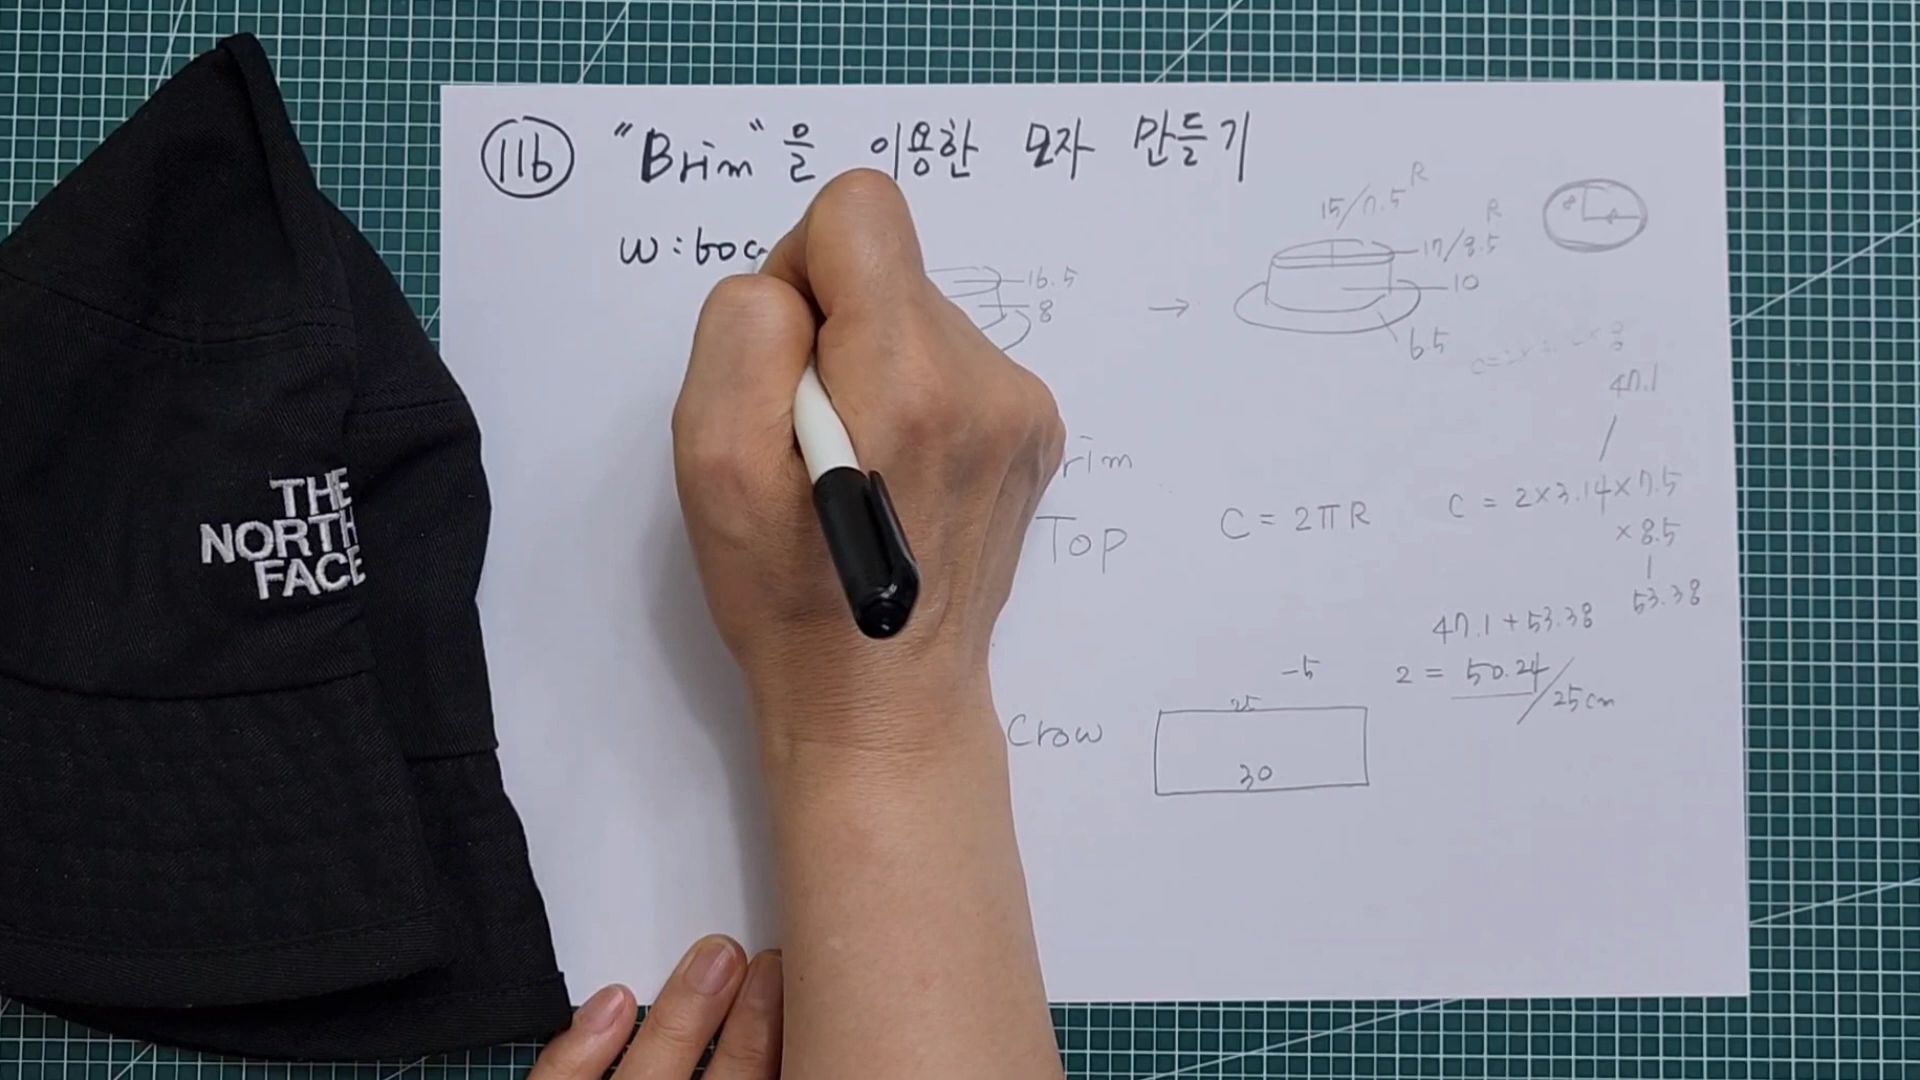 116 "Brim"을 이용한 모자 만들기
W : 60c
16.5
8
→
15/7.5 R
17/8.5 R
10
6.5
8
47.1
rim
Top
C = 2πR
C = 2×3.14×7.5
×8.5
53.38
47.1 + 53.38
2 = 50.24 / 25cm
-5
25
30
Crow
THE
NORTH
FACE